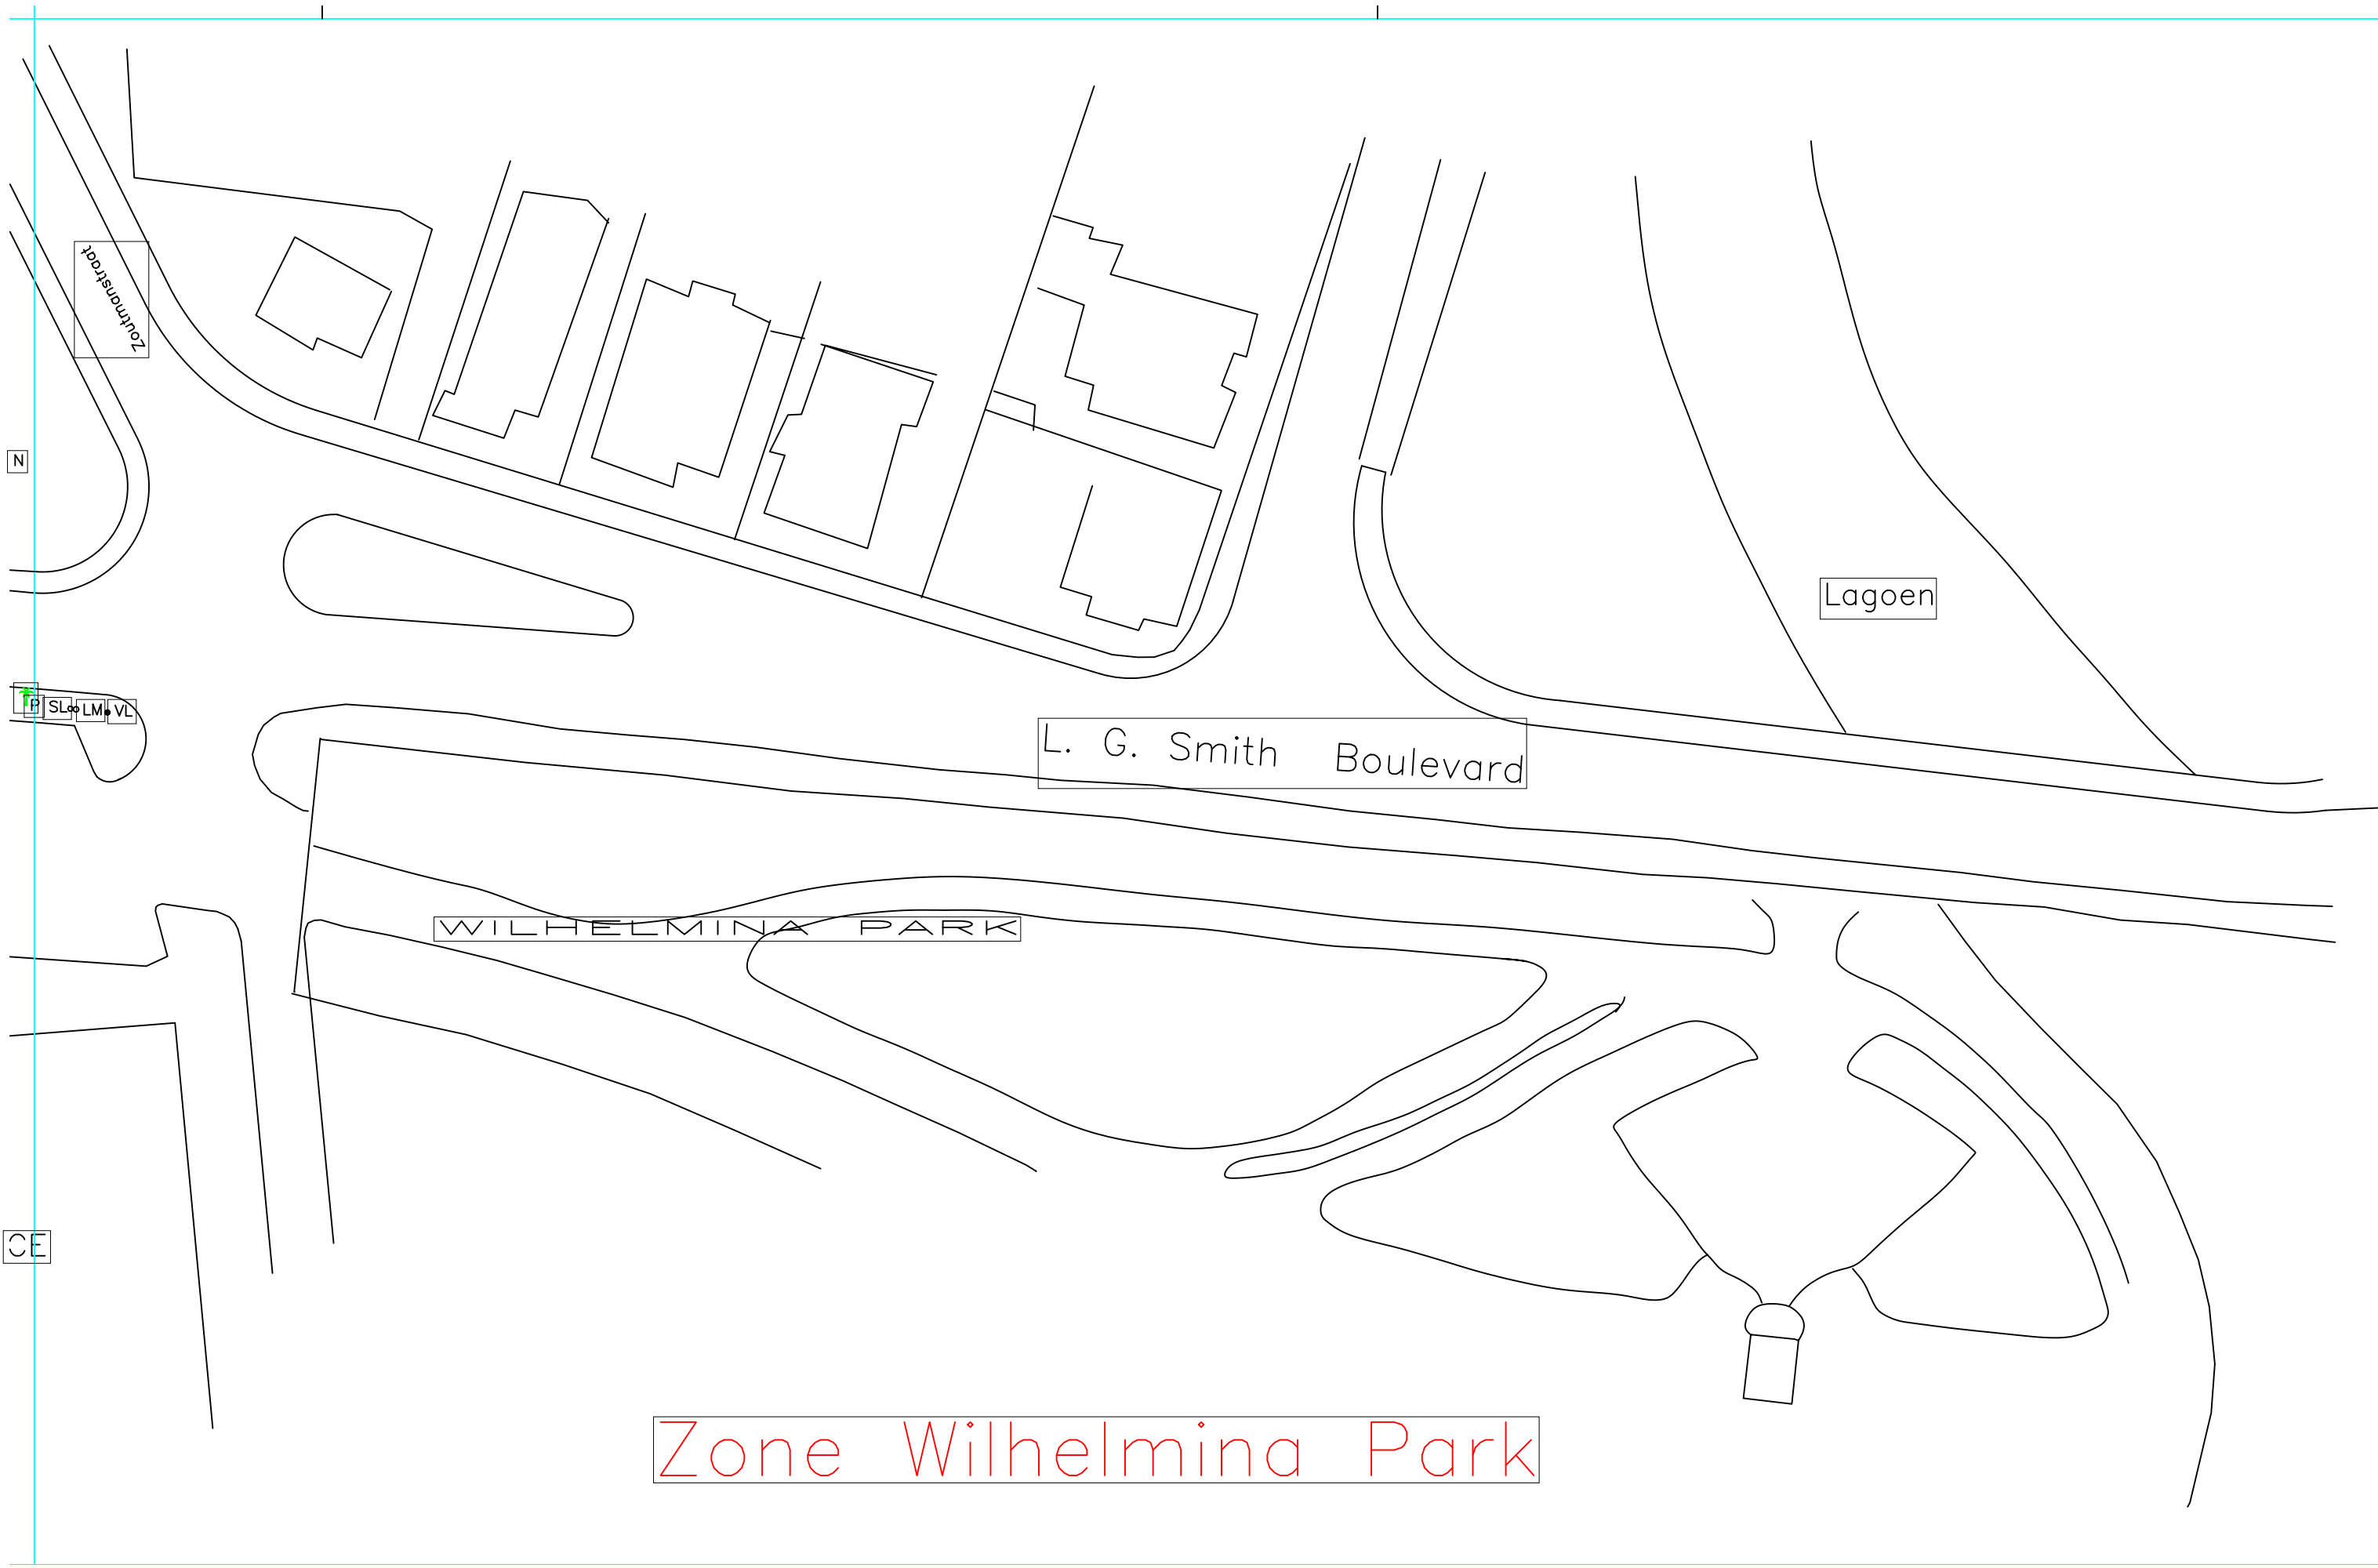 Zoutmanstraat
N
Lagoen
P SL LM VL
L. G. Smith Boulevard
WILHELMINA PARK
CE
Zone Wilhelmina Park